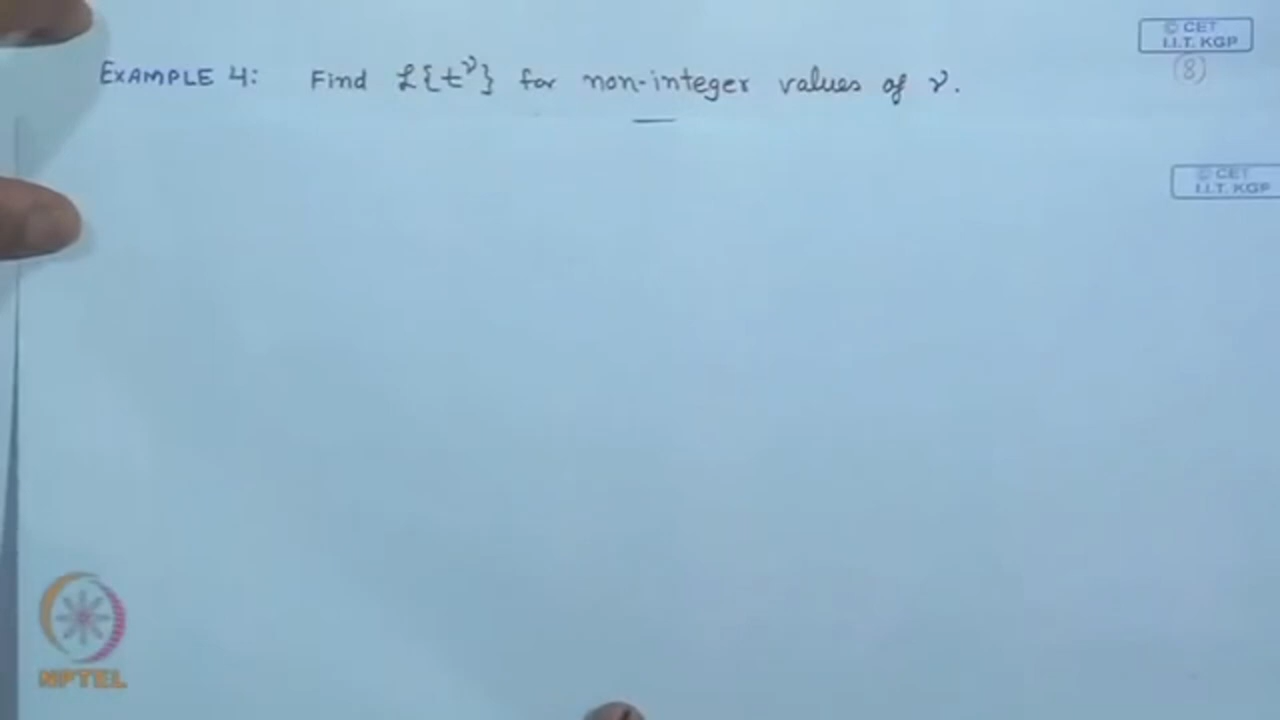 © CET
I.I.T. KGP
8
EXAMPLE 4: Find ℒ{t^ν} for non-integer values of ν.
© CET
I.I.T. KGP
NPTEL